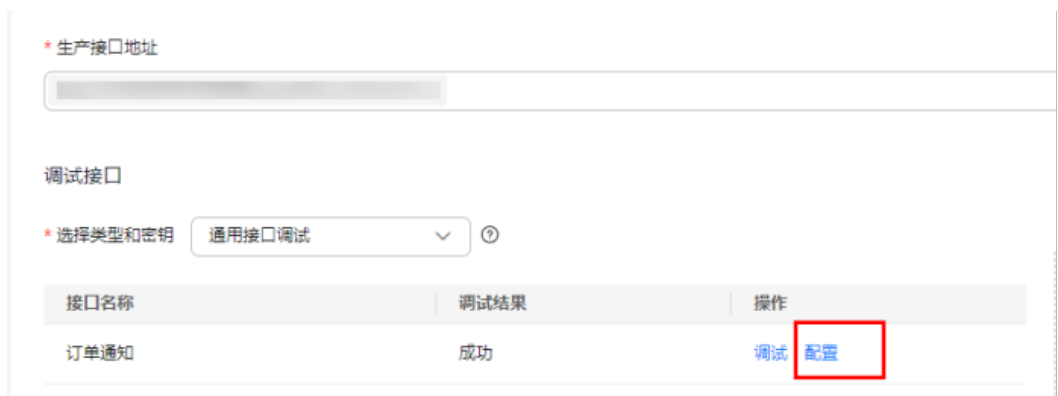 * 生产接口地址
调试接口
* 选择类型和密钥 通用接口调试
接口名称 调试结果 操作
订单通知 成功 调试 配置